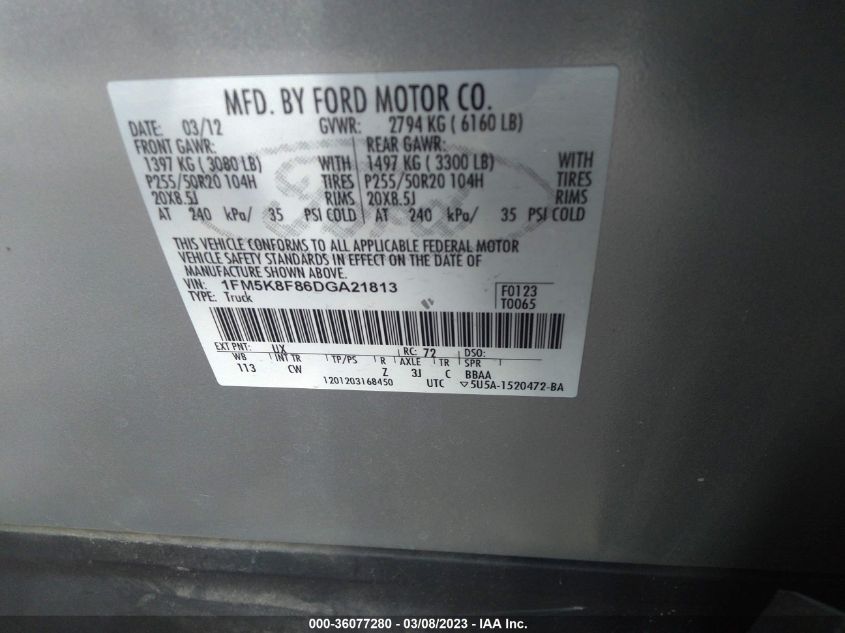 MFD. BY FORD MOTOR CO.
DATE: 03/12 GVWR: 2794 KG ( 6160 LB)
FRONT GAWR: REAR GAWR:
1397 KG ( 3080 LB) WITH 1497 KG ( 3300 LB) WITH
P255/50R20 104H TIRES P255/50R20 104H TIRES
20X8.5J RIMS 20X8.5J RIMS
AT 240 kPa/ 35 PSI COLD AT 240 kPa/ 35 PSI COLD
THIS VEHICLE CONFORMS TO ALL APPLICABLE FEDERAL MOTOR
VEHICLE SAFETY STANDARDS IN EFFECT ON THE DATE OF
MANUFACTURE SHOWN ABOVE.
VIN: 1FM5K8F86DGA21813 F0123
TYPE: Truck T0065
EXT PNT: UX RC: 72 DSO:
WB INT TR TP/PS R AXLE TR SPR
113 CW Z 3J C BBAA
1201203168450 UTC ▽5U5A-1520472-BA
000-36077280 - 03/08/2023 - IAA Inc.